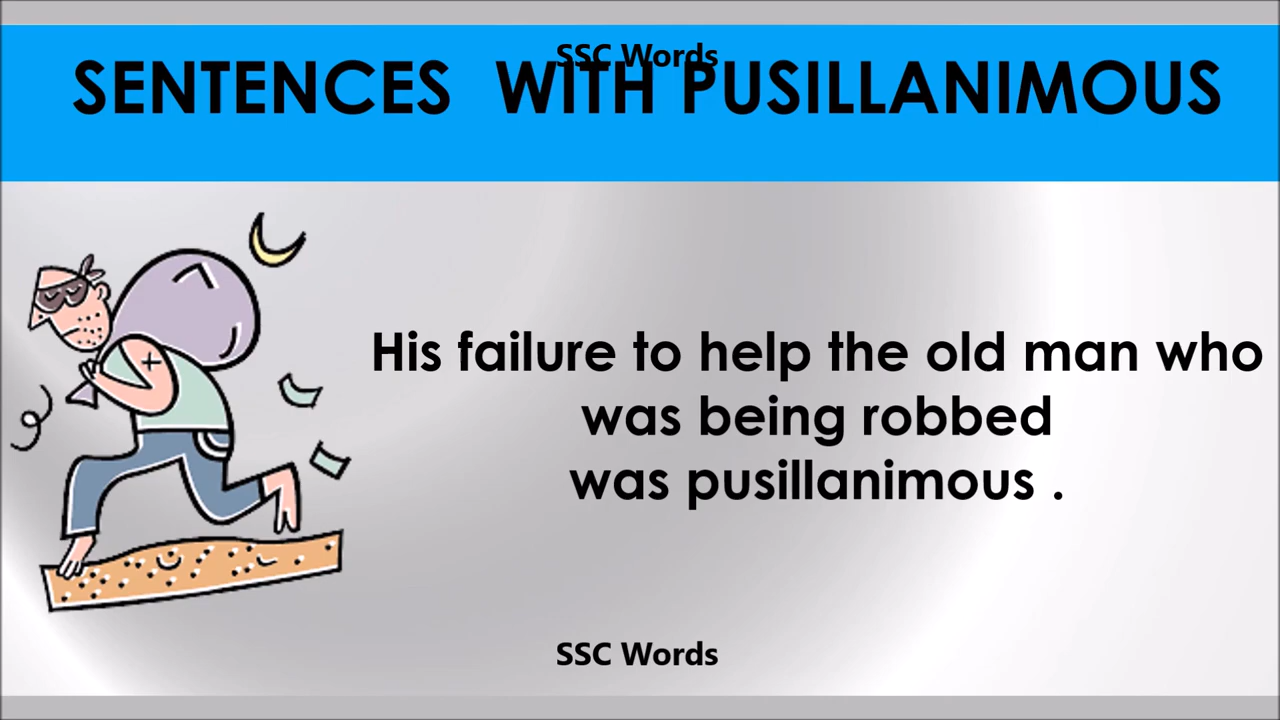 SSC Words
SENTENCES WITH PUSILLANIMOUS
His failure to help the old man who
was being robbed
was pusillanimous .
SSC Words